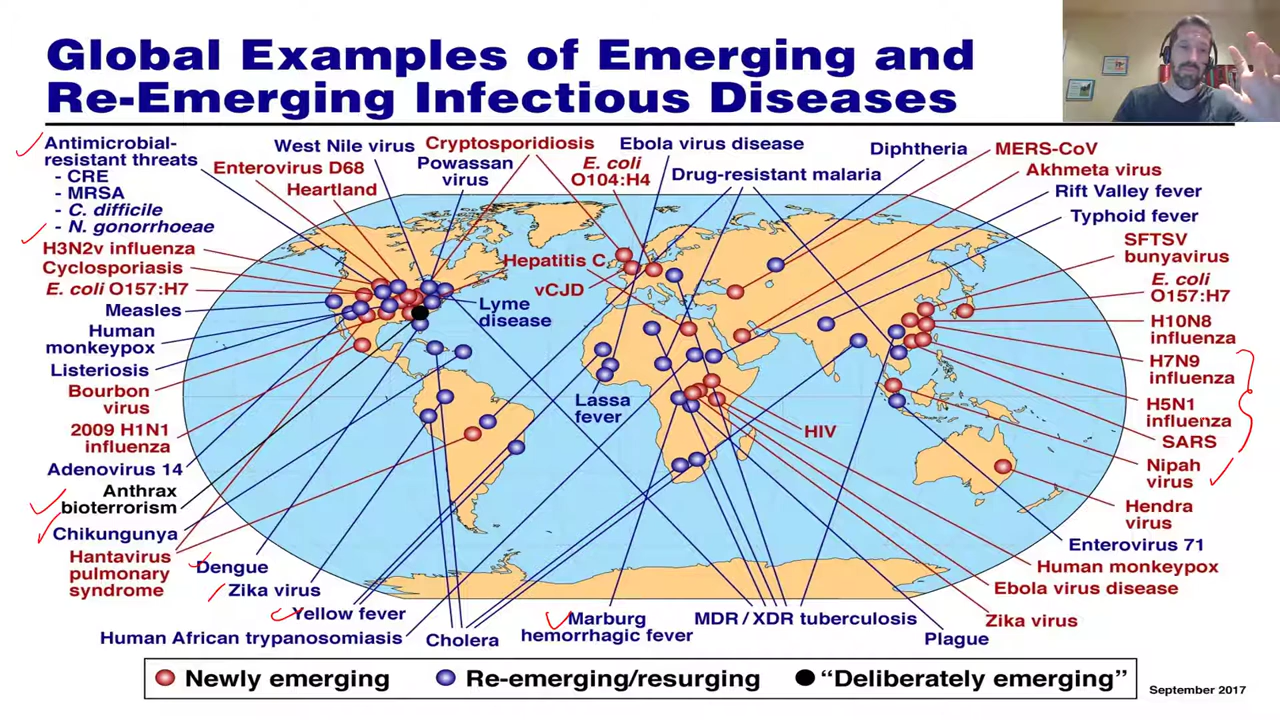 Global Examples of Emerging and
Re-Emerging Infectious Diseases
Antimicrobial-
resistant threats
- CRE
- MRSA
- C. difficile
- N. gonorrhoeae
H3N2v influenza
Cyclosporiasis
E. coli O157:H7
Measles
Human
monkeypox
Listeriosis
Bourbon
virus
2009 H1N1
influenza
Adenovirus 14
Anthrax
bioterrorism
Chikungunya
Hantavirus
pulmonary
syndrome
Dengue
Zika virus
Yellow fever
Human African trypanosomiasis
Cholera
Enterovirus D68
Heartland
West Nile virus
Powassan
virus
Cryptosporidiosis
E. coli
O104:H4
Ebola virus disease
Drug-resistant malaria
Diphtheria
MERS-CoV
Akhmeta virus
Rift Valley fever
Typhoid fever
SFTSV
bunyavirus
E. coli
O157:H7
H10N8
influenza
H7N9
influenza
H5N1
influenza
SARS
Nipah
virus
Hendra
virus
Enterovirus 71
Human monkeypox
Ebola virus disease
Zika virus
Plague
MDR / XDR tuberculosis
Marburg
hemorrhagic fever
Hepatitis C
vCJD
Lyme
disease
Lassa
fever
HIV
Newly emerging
Re-emerging/resurging
“Deliberately emerging”
September 2017